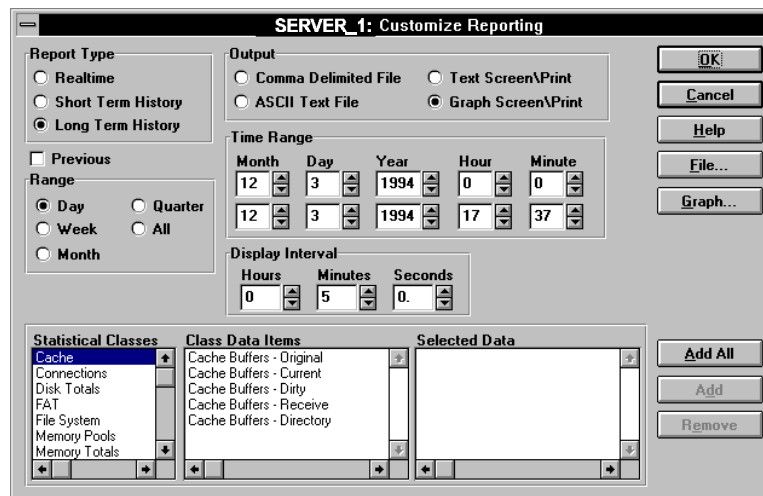 SERVER_1: Customize Reporting
Report Type
Realtime
Short Term History
Long Term History
Output
Comma Delimited File
Text Screen\Print
ASCII Text File
Graph Screen\Print
OK
Cancel
Help
File...
Graph...
Previous
Range
Day
Quarter
Week
All
Month
Time Range
Month Day Year Hour Minute
12 3 1994 0 0
12 3 1994 17 37
Display Interval
Hours Minutes Seconds
0 5 0.
Statistical Classes
Cache
Connections
Disk Totals
FAT
File System
Memory Pools
Memory Totals
Class Data Items
Cache Buffers - Original
Cache Buffers - Current
Cache Buffers - Dirty
Cache Buffers - Receive
Cache Buffers - Directory
Selected Data
Add All
Add
Remove